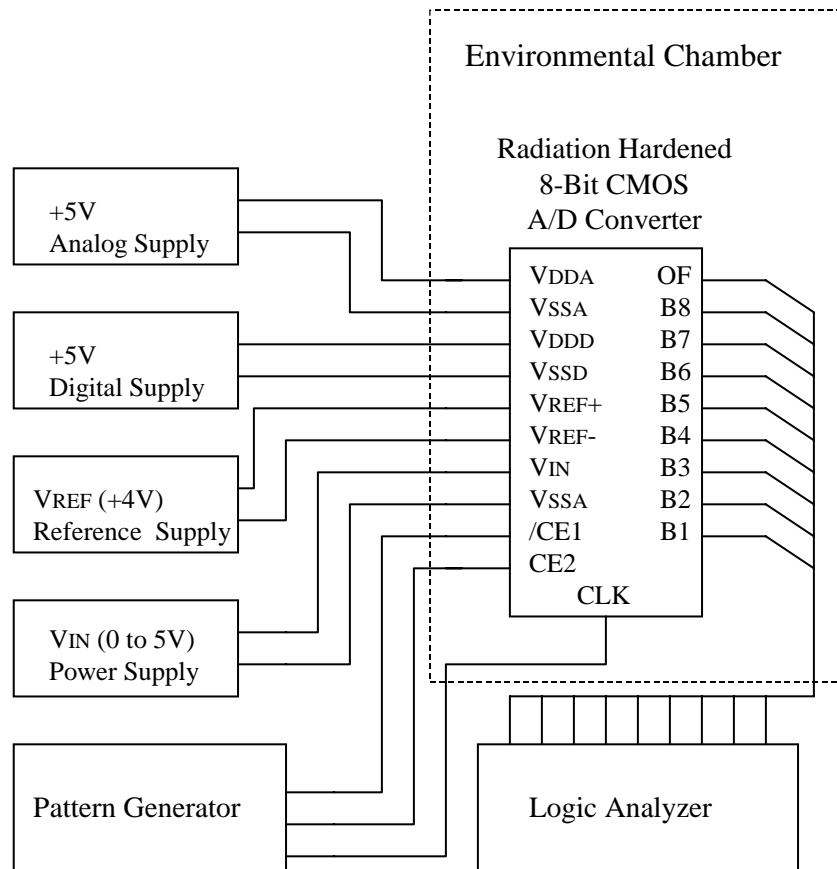 Environmental Chamber
Radiation Hardened
8-Bit CMOS
A/D Converter
+5V
Analog Supply
+5V
Digital Supply
VREF (+4V)
Reference Supply
VIN (0 to 5V)
Power Supply
Pattern Generator
VDDA OF
VSSA B8
VDDD B7
VSSD B6
VREF+ B5
VREF- B4
VIN B3
VSSA B2
/CE1 B1
CE2
CLK
Logic Analyzer